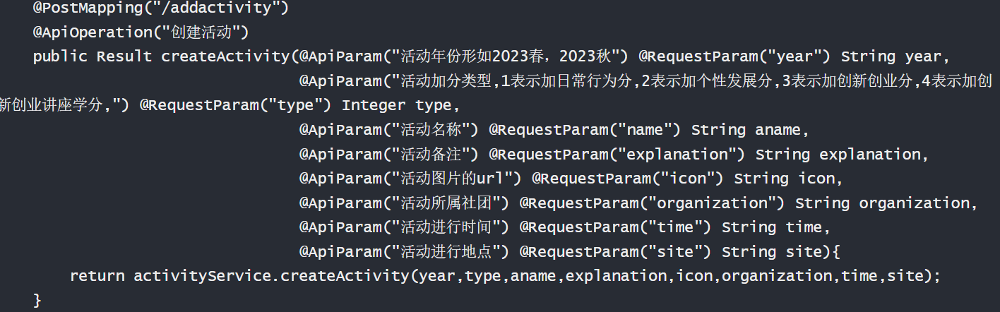 @PostMapping("/addactivity")
@ApiOperation("创建活动")
public Result createActivity(@ApiParam("活动年份形如2023春，2023秋") @RequestParam("year") String year,
@ApiParam("活动加分类型,1表示加日常行为分,2表示加个性发展分,3表示加创新创业分,4表示加创
新创业讲座学分,") @RequestParam("type") Integer type,
@ApiParam("活动名称") @RequestParam("name") String aname,
@ApiParam("活动备注") @RequestParam("explanation") String explanation,
@ApiParam("活动图片的url") @RequestParam("icon") String icon,
@ApiParam("活动所属社团") @RequestParam("organization") String organization,
@ApiParam("活动进行时间") @RequestParam("time") String time,
@ApiParam("活动进行地点") @RequestParam("site") String site){
return activityService.createActivity(year,type,aname,explanation,icon,organization,time,site);
}